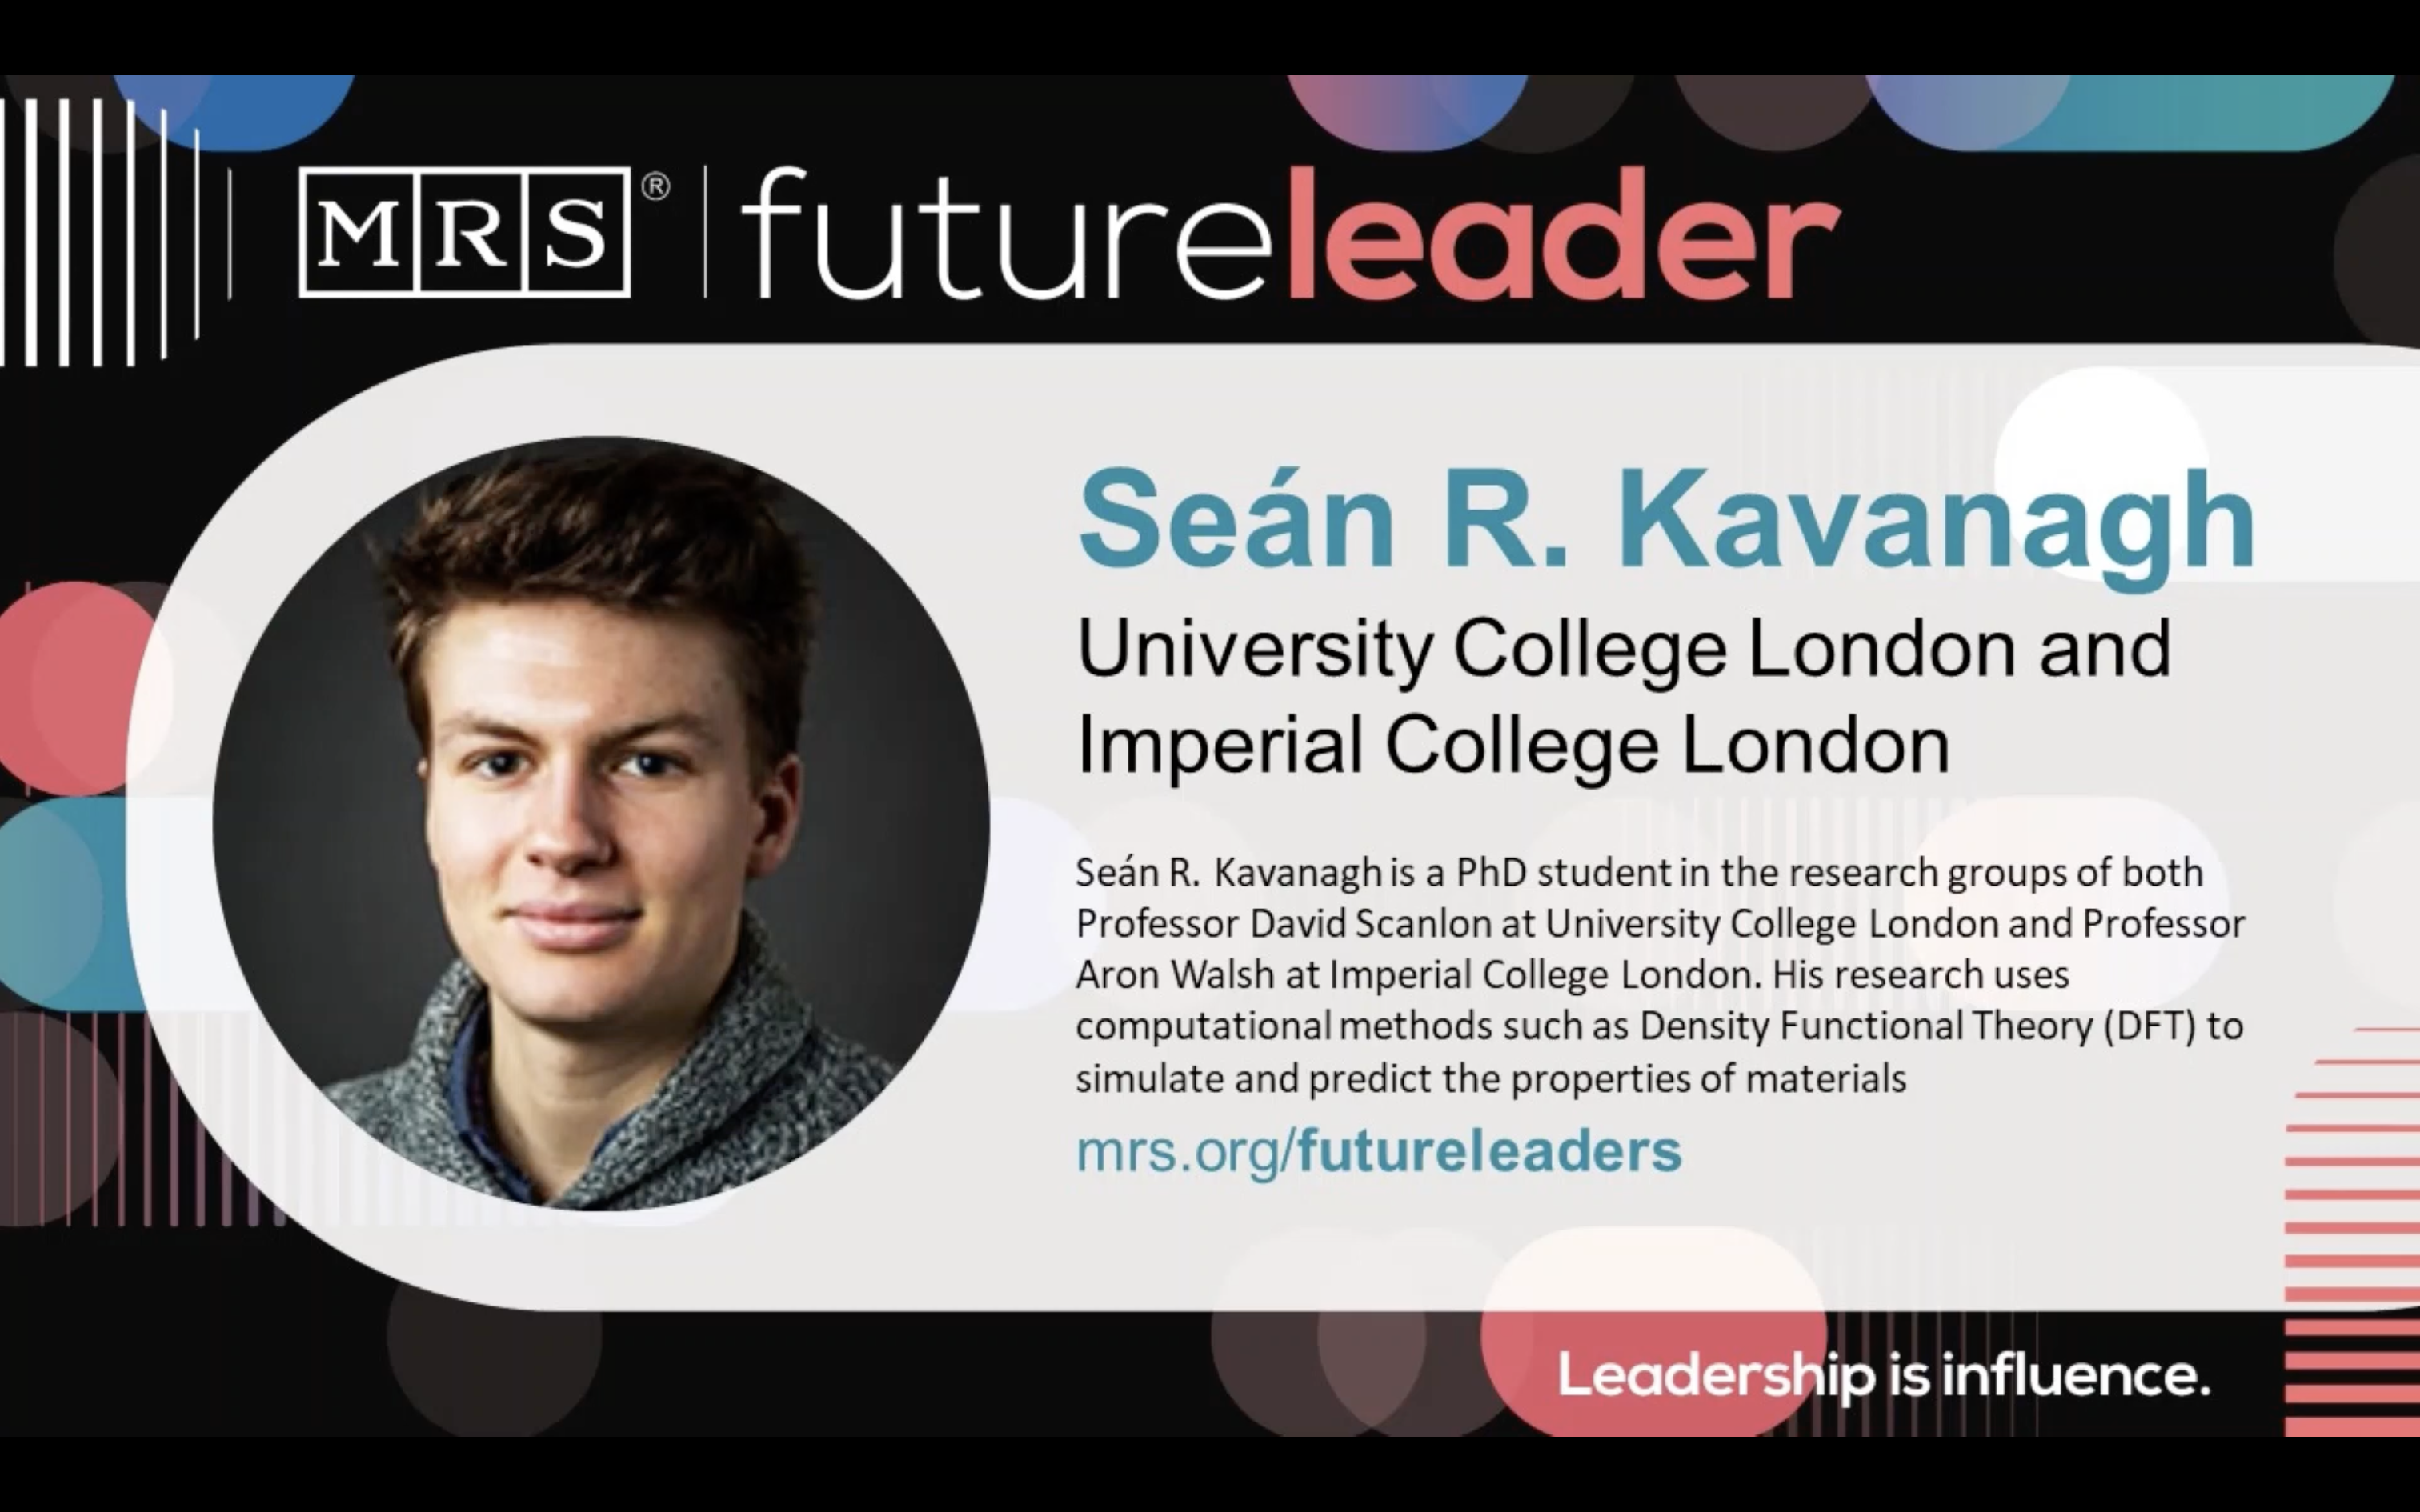 MRS® | futureleader
Seán R. Kavanagh
University College London and
Imperial College London
Seán R. Kavanagh is a PhD student in the research groups of both
Professor David Scanlon at University College London and Professor
Aron Walsh at Imperial College London. His research uses
computational methods such as Density Functional Theory (DFT) to
simulate and predict the properties of materials
mrs.org/futureleaders
Leadership is influence.